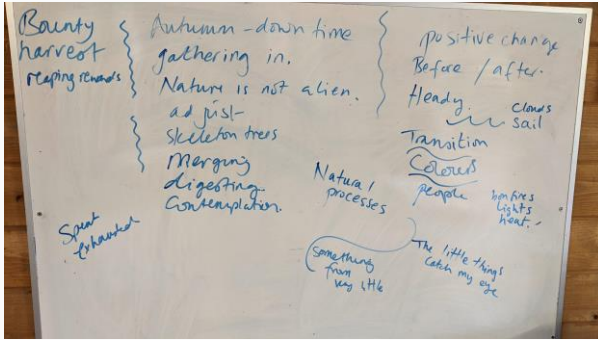 Bounty
harvest
reaping rewards
Spent
exhausted
Autumn - down time
gathering in.
Nature is not alien.
adjust
skeleton trees
Merging
digesting.
Contemplation.
Natural
processes
something
from
very little
positive change
Before / after.
Heady.
clouds
sail
Transition
Colours
people
bonfires
lights
heat.
The little things
catch my eye